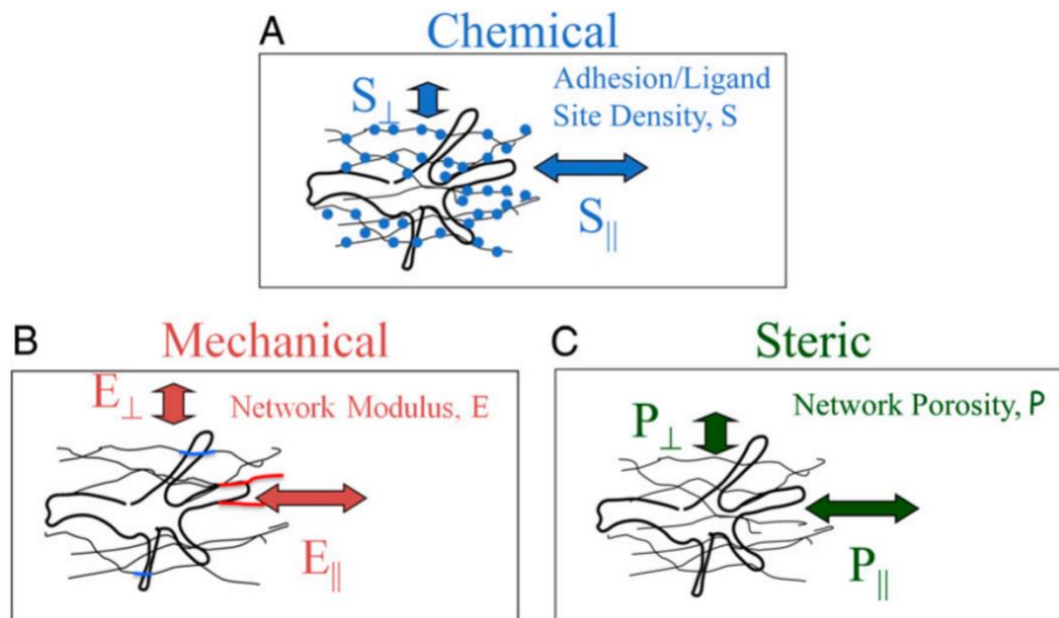 A
Chemical
S⊥
Adhesion/Ligand
Site Density, S
S||
B
Mechanical
E⊥
Network Modulus, E
E||
C
Steric
P⊥
Network Porosity, P
P||